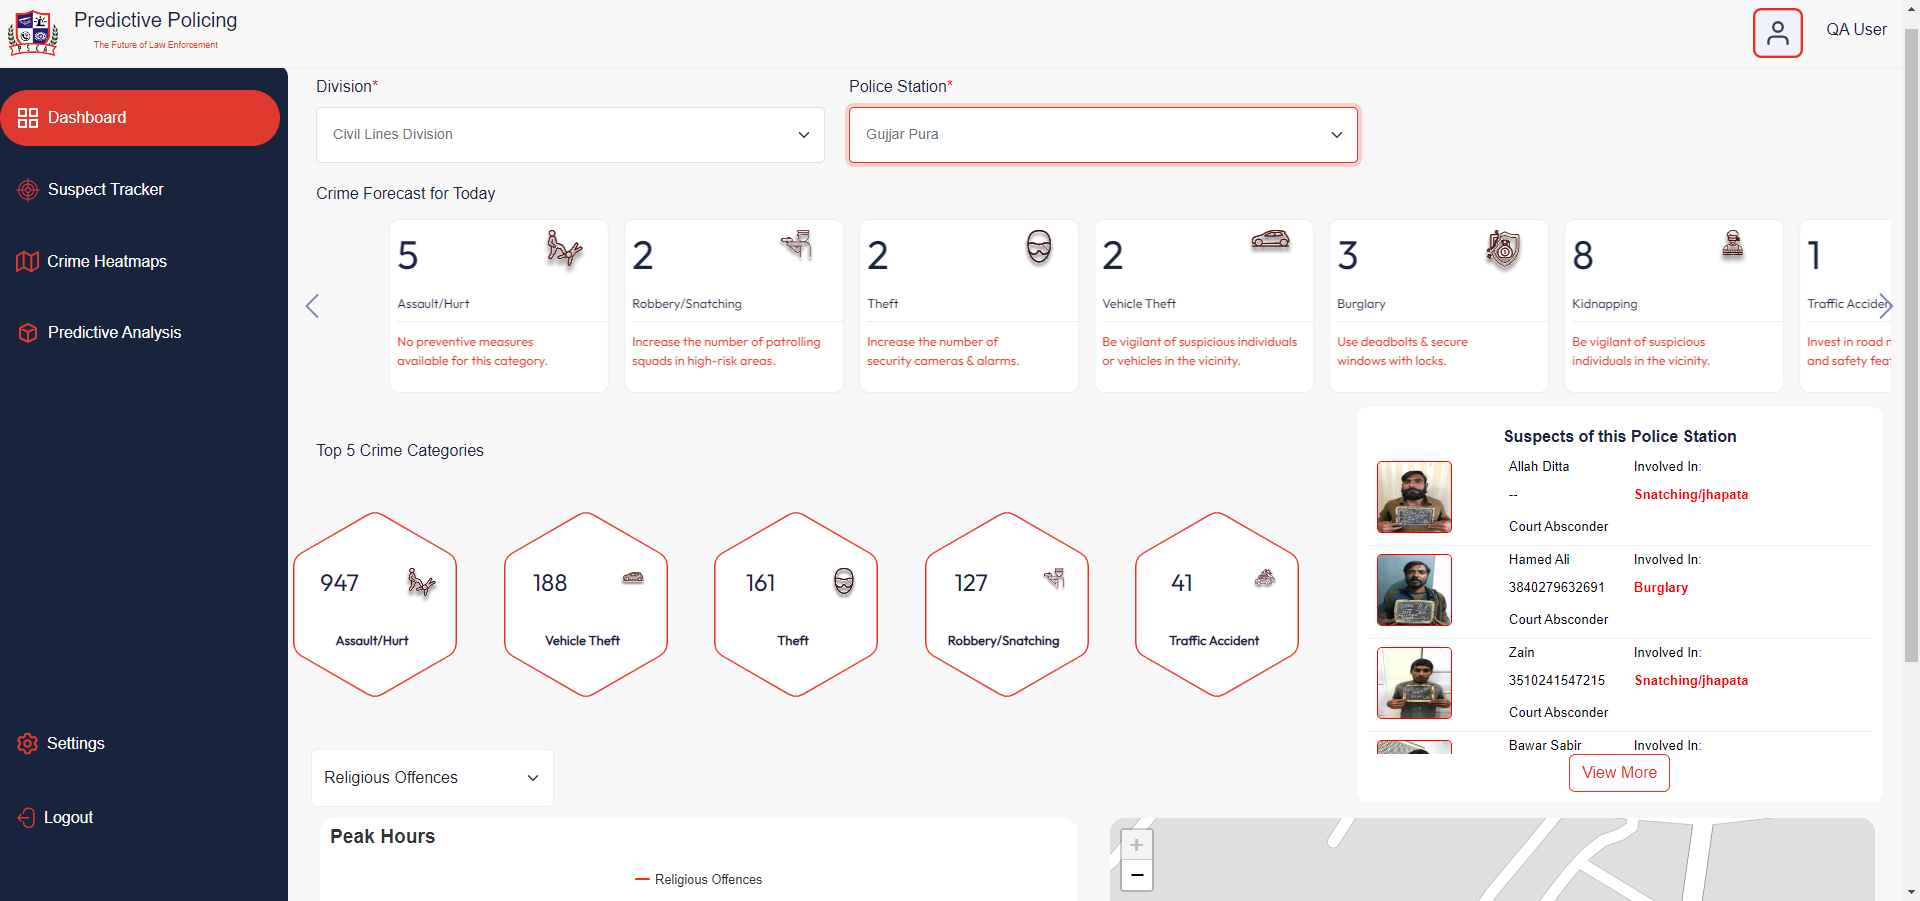 Predictive Policing
The Future of Law Enforcement
PSCA
QA User
Dashboard
Suspect Tracker
Crime Heatmaps
Predictive Analysis
Settings
Logout
Division*
Police Station*
Civil Lines Division
Gujjar Pura
Crime Forecast for Today
5
Assault/Hurt
No preventive measures
available for this category.
2
Robbery/Snatching
Increase the number of patrolling
squads in high-risk areas.
2
Theft
Increase the number of
security cameras & alarms.
2
Vehicle Theft
Be vigilant of suspicious individuals
or vehicles in the vicinity.
3
Burglary
Use deadbolts & secure
windows with locks.
8
Kidnapping
Be vigilant of suspicious
individuals in the vicinity.
1
Traffic Acciden
Invest in road
and safety
Top 5 Crime Categories
947
Assault/Hurt
188
Vehicle Theft
161
Theft
127
Robbery/Snatching
41
Traffic Accident
Suspects of this Police Station
Allah Ditta Involved In:
-- Snatching/jhapata
Court Absconder
Hamed Ali Involved In:
3840279632691 Burglary
Court Absconder
Zain Involved In:
3510241547215 Snatching/jhapata
Court Absconder
Bawar Sabir Involved In:
View More
Religious Offences
Peak Hours
Religious Offences
+
−